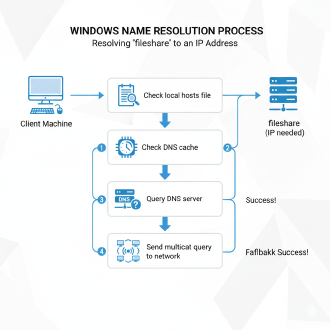 WINDOWS NAME RESOLUTION PROCESS
Resolving 'fileshare' to an IP Address
Check local hosts file
Client Machine
fileshare
(IP needed)
1
Check DNS cache
2
3
DNS
?
Query DNS server
Success!
4
Send multicat query
to network
Faflbakk Success!